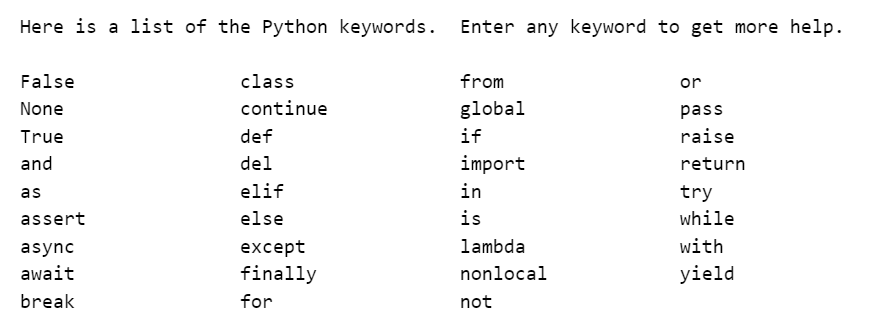 Here is a list of the Python keywords.  Enter any keyword to get more help.
False               class               from                or
None                continue            global              pass
True                def                 if                  raise
and                 del                 import              return
as                  elif                in                  try
assert              else                is                  while
async               except              lambda              with
await               finally             nonlocal            yield
break               for                 not